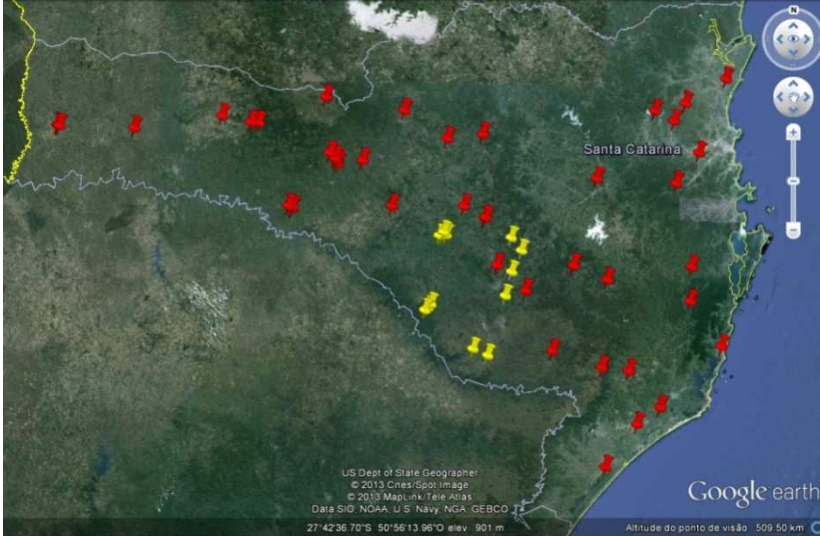 N
Santa Catarina
US Dept of State Geographer
© 2013 Cnes/Spot Image
© 2013 MapLink/Tele Atlas
Data SIO, NOAA, U.S. Navy, NGA, GEBCO
Google earth
27°42'36.70"S 50°56'13.96"O elev 901 m
Altitude do ponto de visão 509.50 km